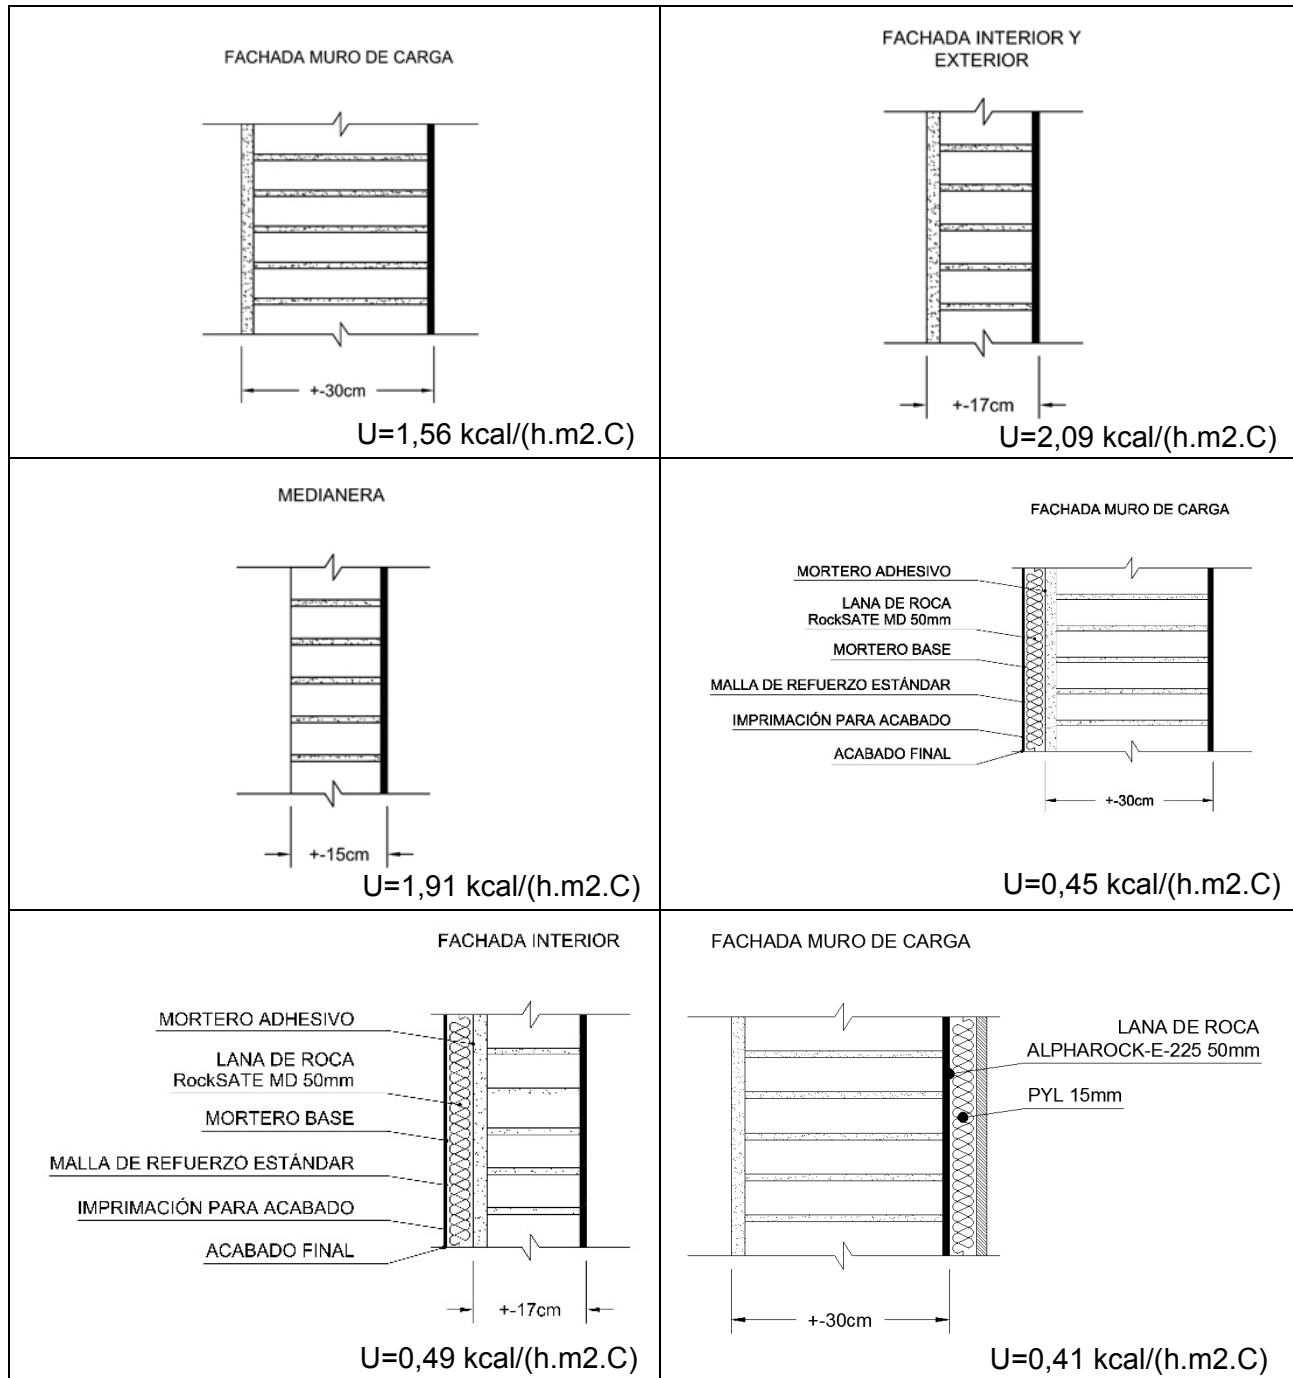 FACHADA MURO DE CARGA
+-30cm
U=1,56 kcal/(h.m2.C)
FACHADA INTERIOR Y
EXTERIOR
+-17cm
U=2,09 kcal/(h.m2.C)
MEDIANERA
+-15cm
U=1,91 kcal/(h.m2.C)
FACHADA MURO DE CARGA
MORTERO ADHESIVO
LANA DE ROCA
RockSATE MD 50mm
MORTERO BASE
MALLA DE REFUERZO ESTÁNDAR
IMPRIMACIÓN PARA ACABADO
ACABADO FINAL
+-30cm
U=0,45 kcal/(h.m2.C)
FACHADA INTERIOR
MORTERO ADHESIVO
LANA DE ROCA
RockSATE MD 50mm
MORTERO BASE
MALLA DE REFUERZO ESTÁNDAR
IMPRIMACIÓN PARA ACABADO
ACABADO FINAL
+-17cm
U=0,49 kcal/(h.m2.C)
FACHADA MURO DE CARGA
LANA DE ROCA
ALPHAROCK-E-225 50mm
PYL 15mm
+-30cm
U=0,41 kcal/(h.m2.C)